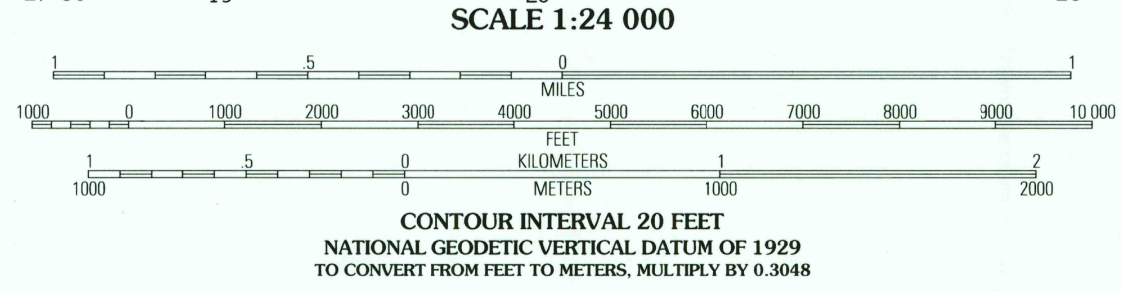 SCALE 1:24 000
1 .5 0 1
MILES
1000 0 1000 2000 3000 4000 5000 6000 7000 8000 9000 10 000
FEET
1 .5 0 KILOMETERS 1 2
1000 0 METERS 1000 2000
CONTOUR INTERVAL 20 FEET
NATIONAL GEODETIC VERTICAL DATUM OF 1929
TO CONVERT FROM FEET TO METERS, MULTIPLY BY 0.3048